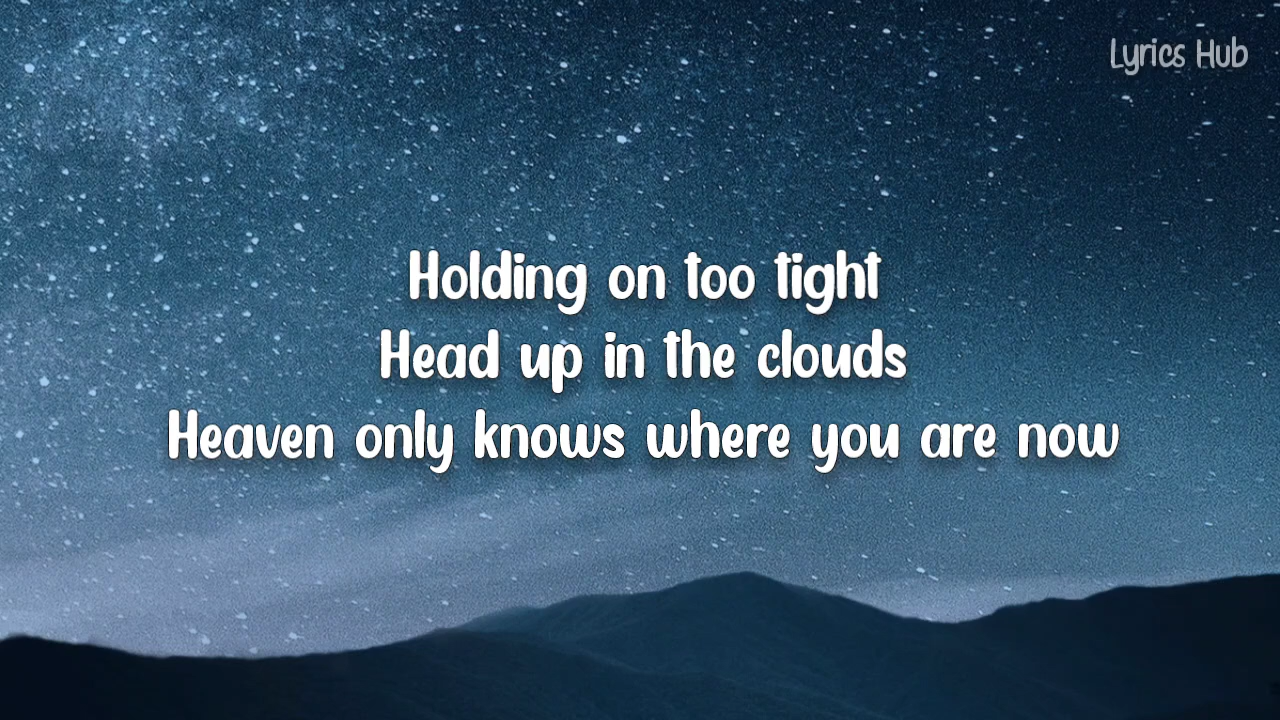 Lyrics Hub
Holding on too tight
Head up in the clouds
Heaven only knows where you are now